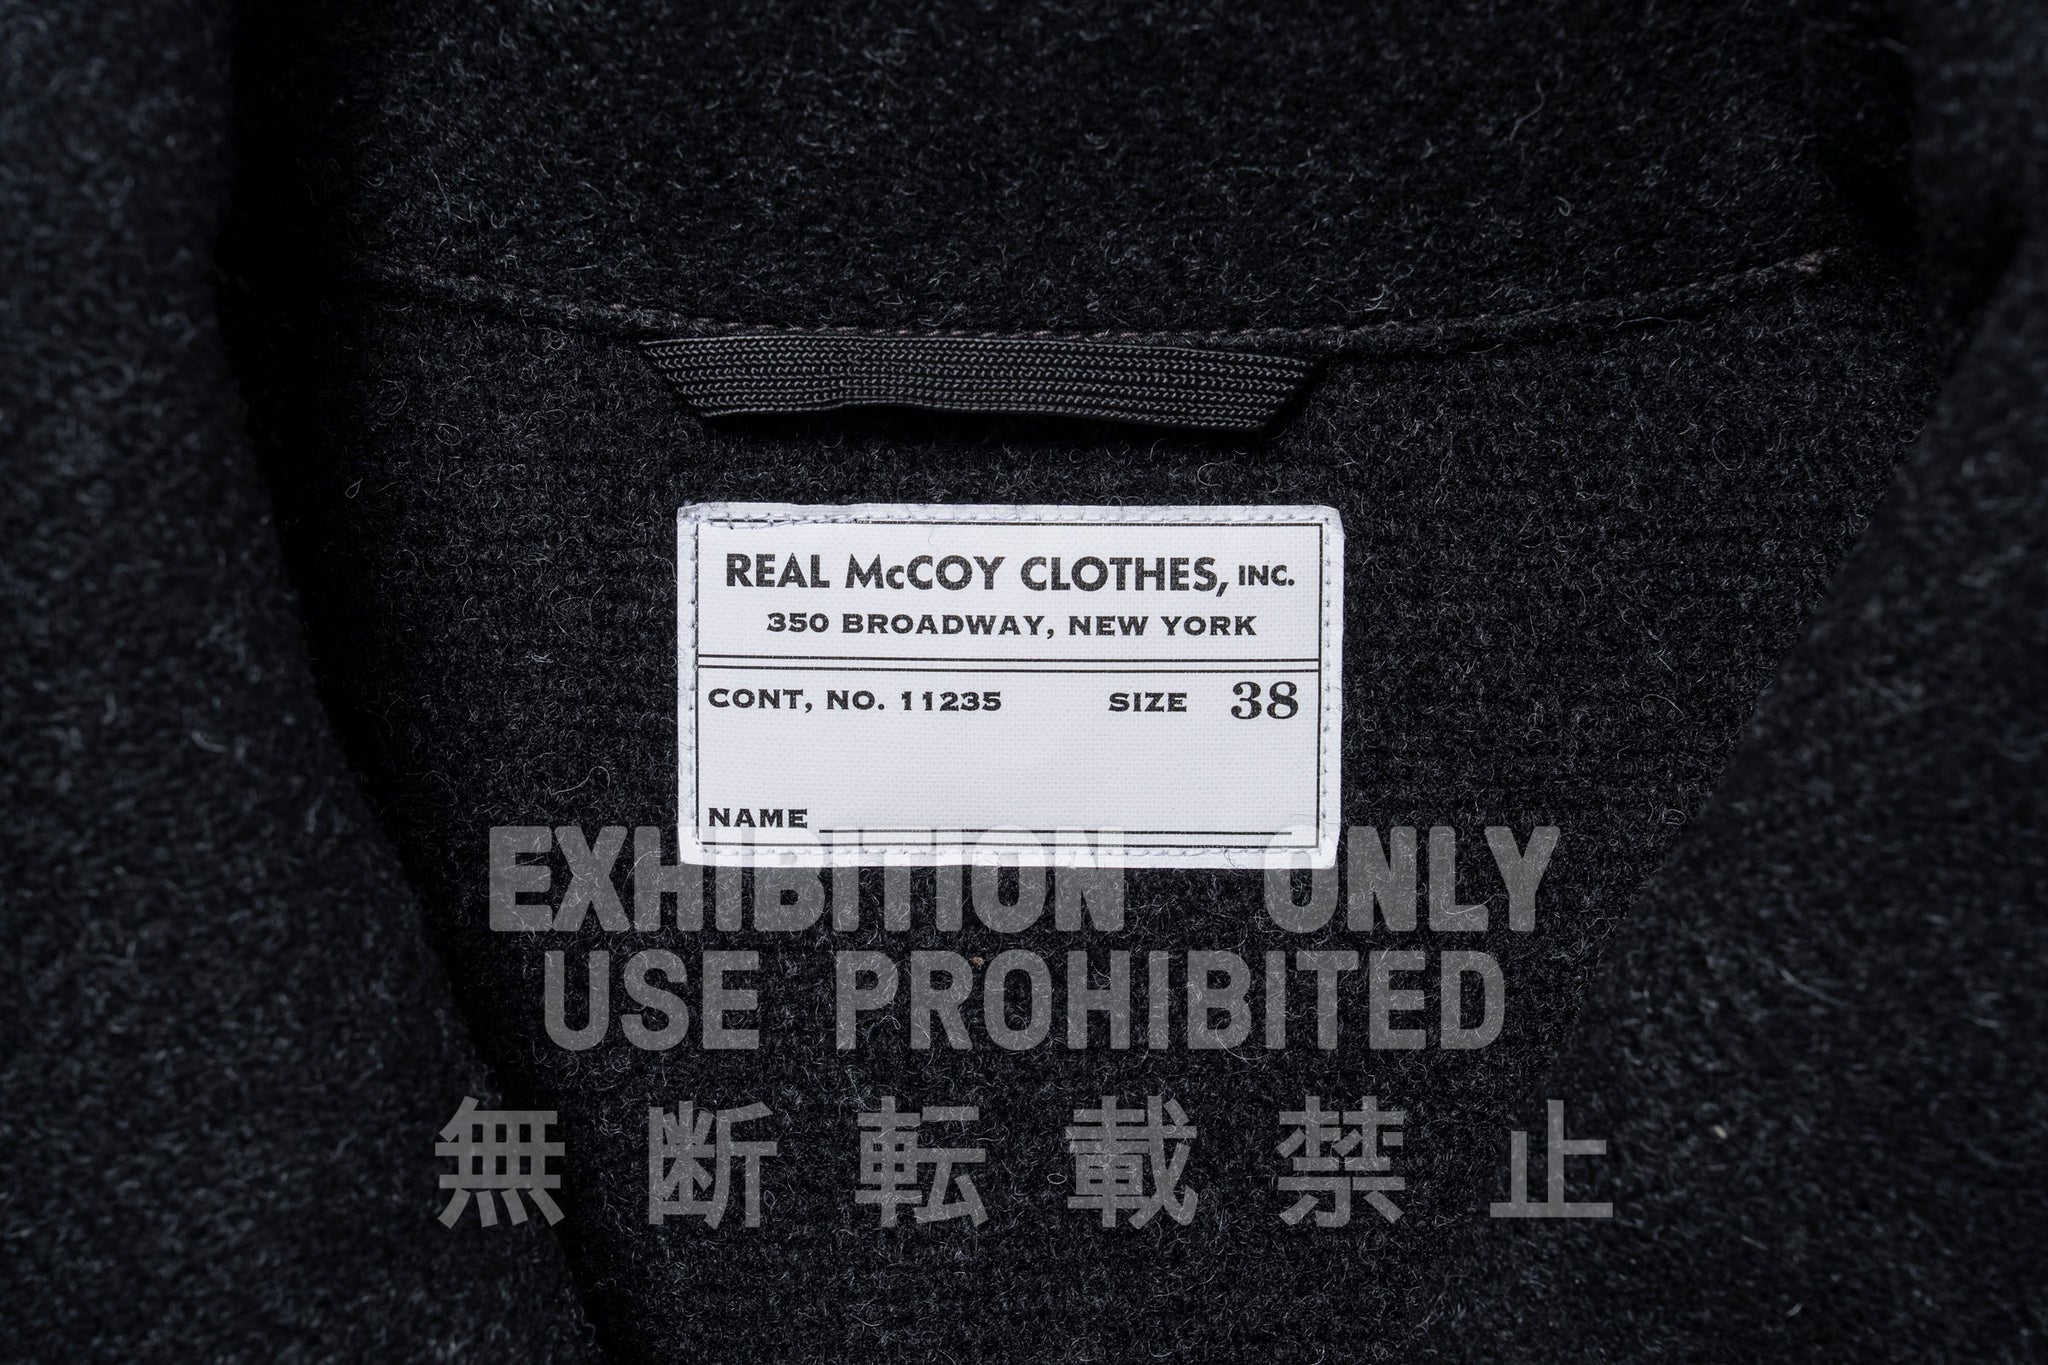 REAL McCOY CLOTHES, INC.
350 BROADWAY, NEW YORK
CONT, NO. 11235 SIZE 38
NAME
EXHIBITION ONLY
USE PROHIBITED
無断転載禁止